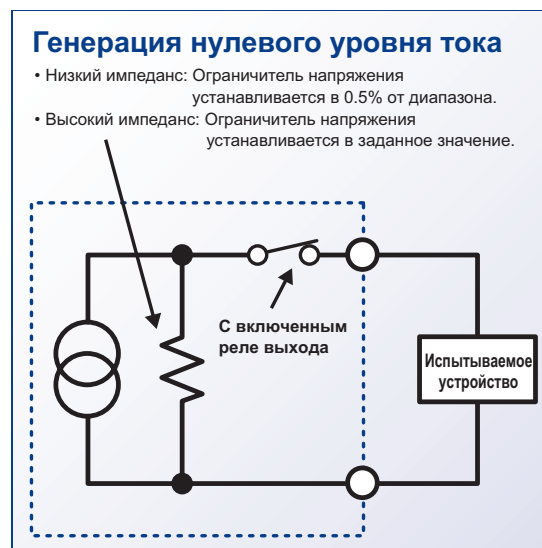 Генерация нулевого уровня тока
• Низкий импеданс: Ограничитель напряжения
устанавливается в 0.5% от диапазона.
• Высокий импеданс: Ограничитель напряжения
устанавливается в заданное значение.
С включенным
реле выхода
Испытываемое
устройство